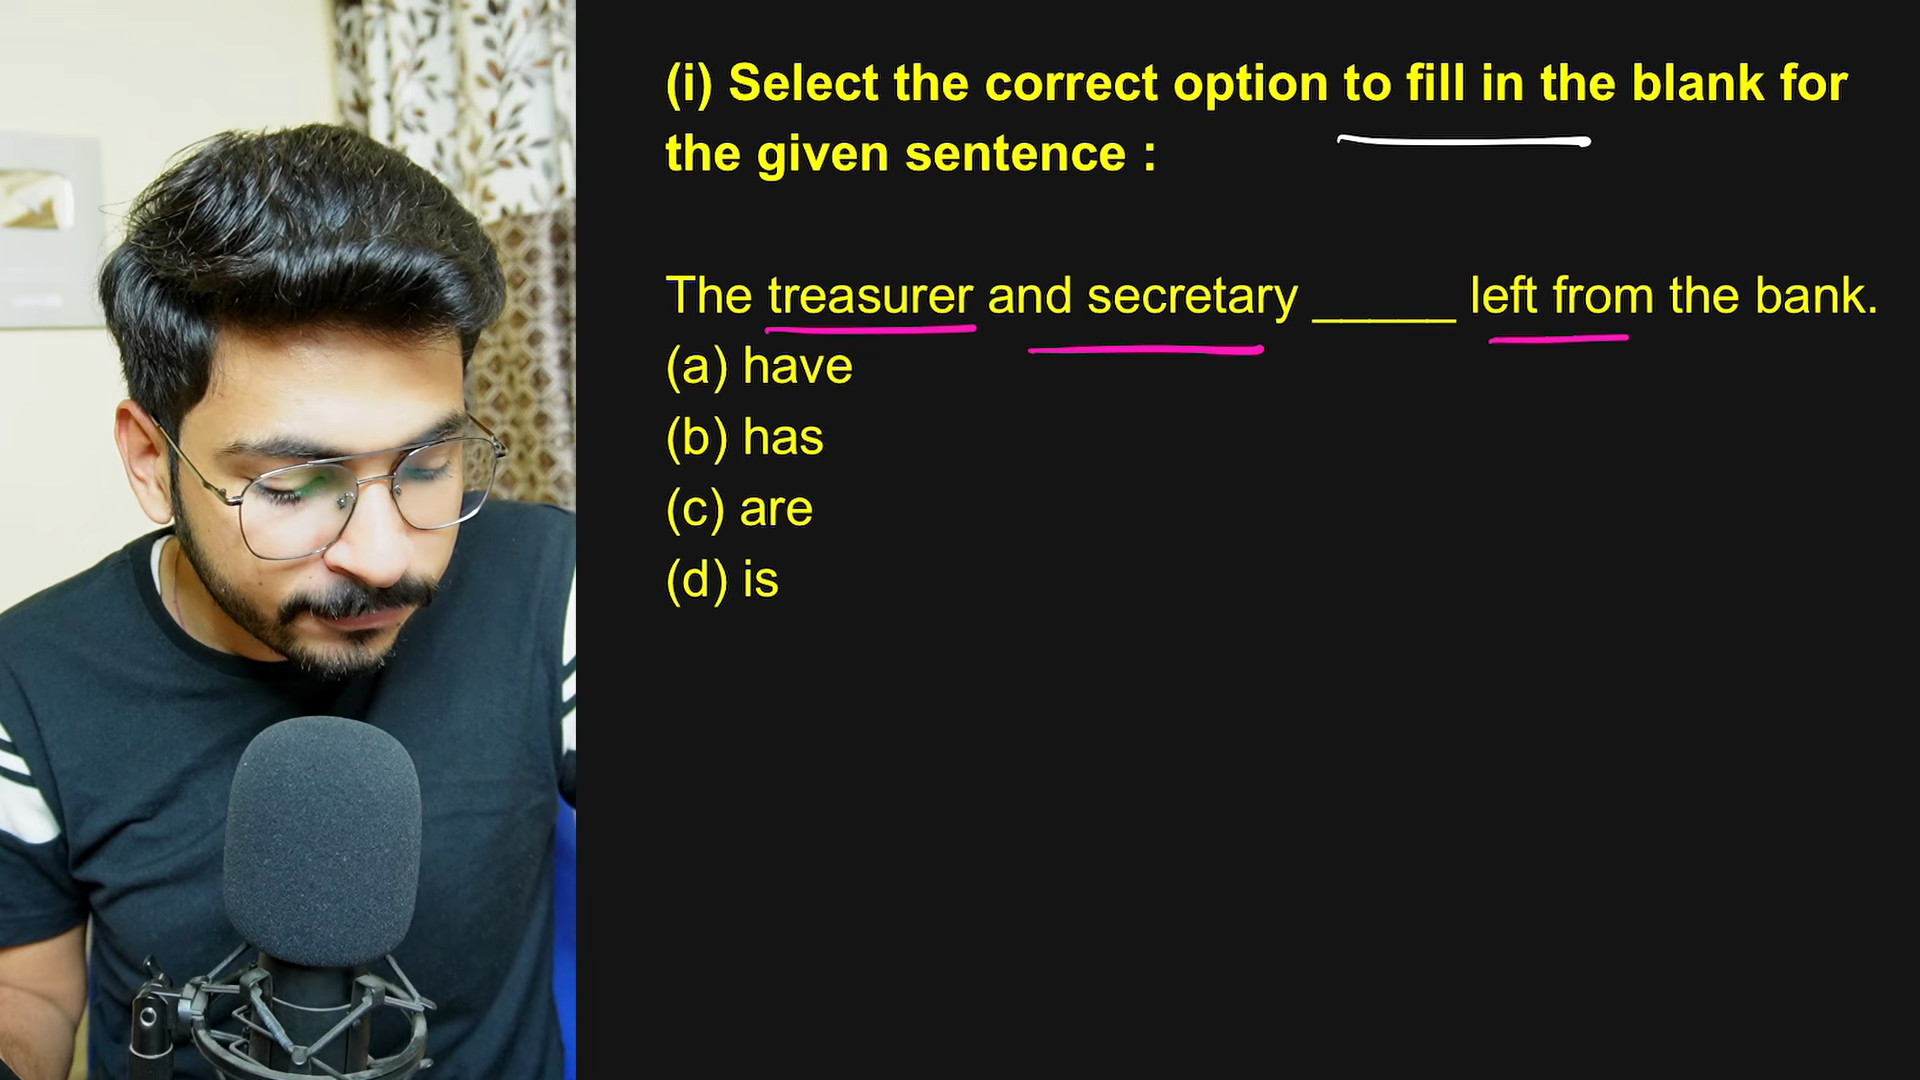 (i) Select the correct option to fill in the blank for
the given sentence :
The treasurer and secretary _____ left from the bank.
(a) have
(b) has
(c) are
(d) is